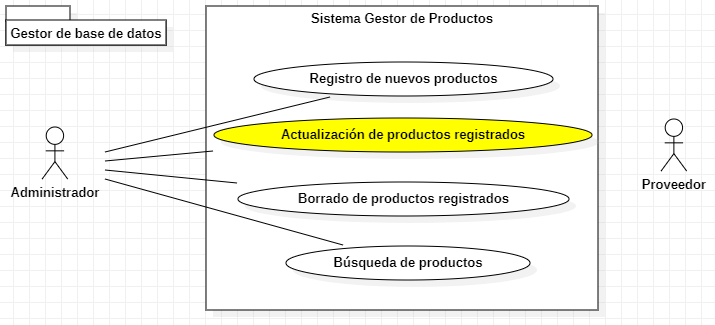 Gestor de base de datos
Sistema Gestor de Productos
Registro de nuevos productos
Actualización de productos registrados
Borrado de productos registrados
Búsqueda de productos
Administrador
Proveedor